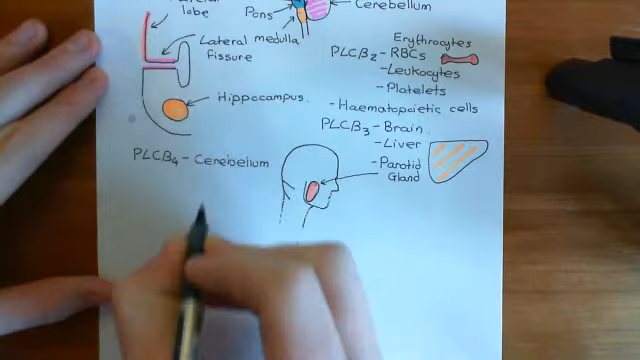 lobe
Pons
Cerebellum
Lateral medulla
fissure
Erythrocytes
PLCβ2 - RBCs
- Leukocytes
- Platelets
- Haematopoietic cells
Hippocampus.
PLCβ3 - Brain
- Liver
- Parotid
Gland
PLCβ4 - Cerebellum